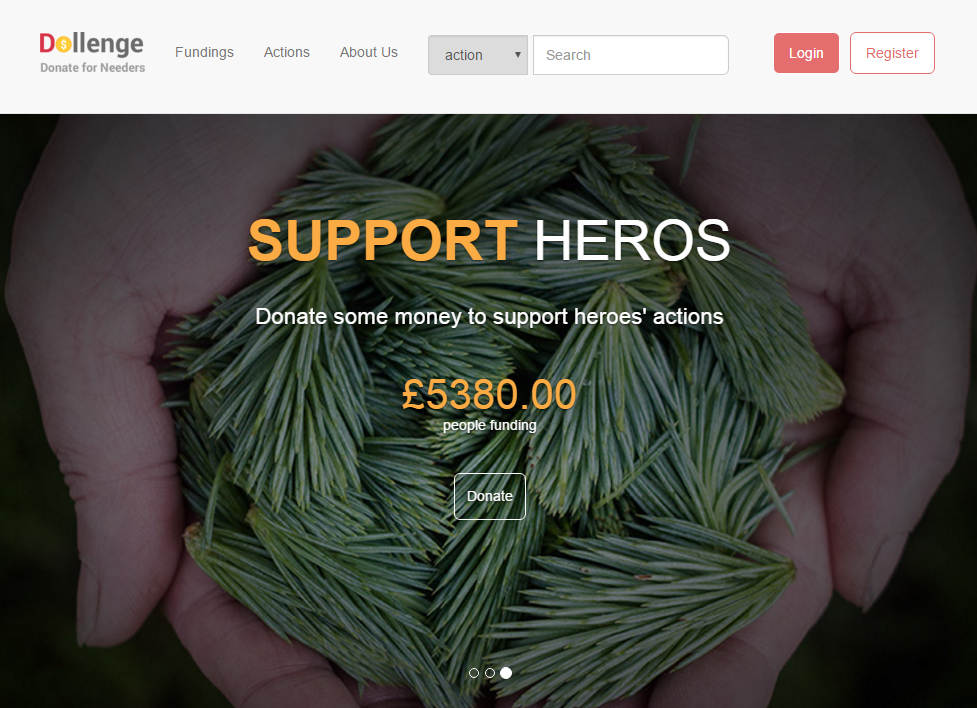 Dollenge
Donate for Needers
Fundings
Actions
About Us
action
Search
Login
Register
SUPPORT HEROS
Donate some money to support heroes' actions
£5380.00
people funding
Donate